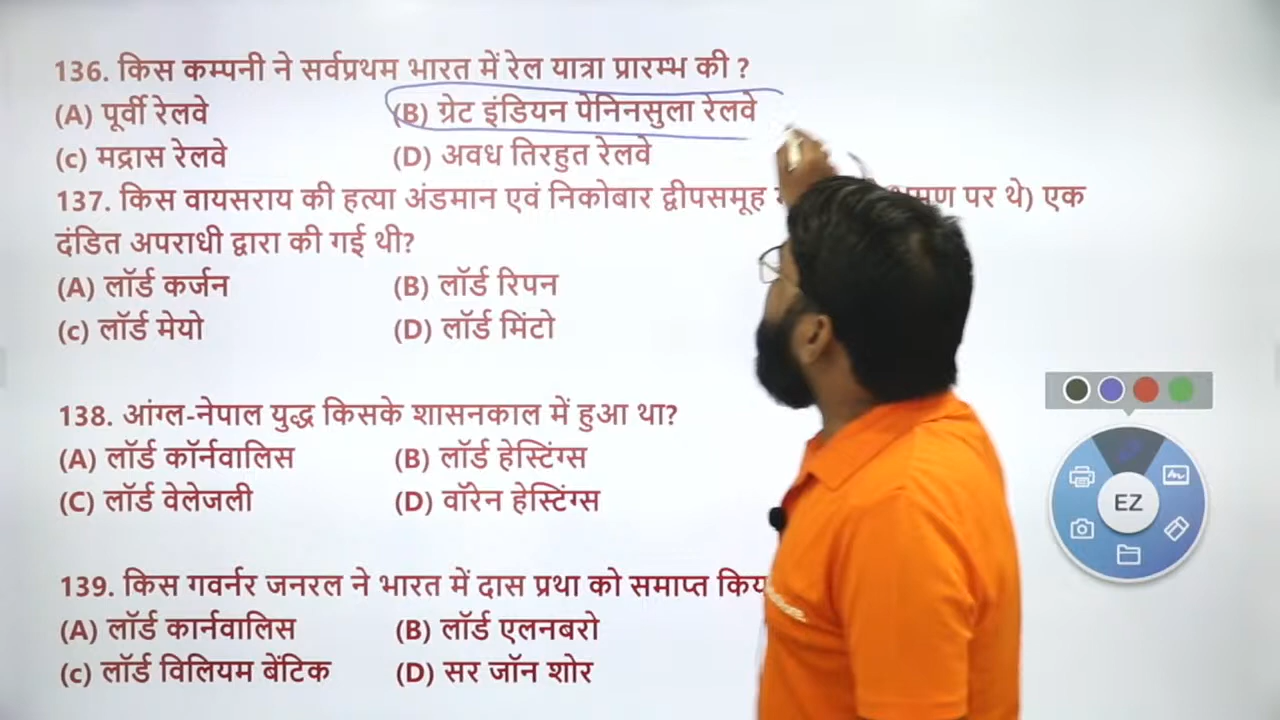 136. किस कम्पनी ने सर्वप्रथम भारत में रेल यात्रा प्रारम्भ की ?
(A) पूर्वी रेलवे (B) ग्रेट इंडियन पेनिनसुला रेलवे
(c) मद्रास रेलवे (D) अवध तिरहुत रेलवे
137. किस वायसराय की हत्या अंडमान एवं निकोबार द्वीपसमूह पर थे) एक
दंडित अपराधी द्वारा की गई थी?
(A) लॉर्ड कर्जन (B) लॉर्ड रिपन
(c) लॉर्ड मेयो (D) लॉर्ड मिंटो
138. आंग्ल-नेपाल युद्ध किसके शासनकाल में हुआ था?
(A) लॉर्ड कॉर्नवालिस (B) लॉर्ड हेस्टिंग्स
(C) लॉर्ड वेलेजली (D) वॉरेन हेस्टिंग्स
EZ
139. किस गवर्नर जनरल ने भारत में दास प्रथा को समाप्त
(A) लॉर्ड कार्नवालिस (B) लॉर्ड एलनबरो
(c) लॉर्ड विलियम बेंटिक (D) सर जॉन शोर